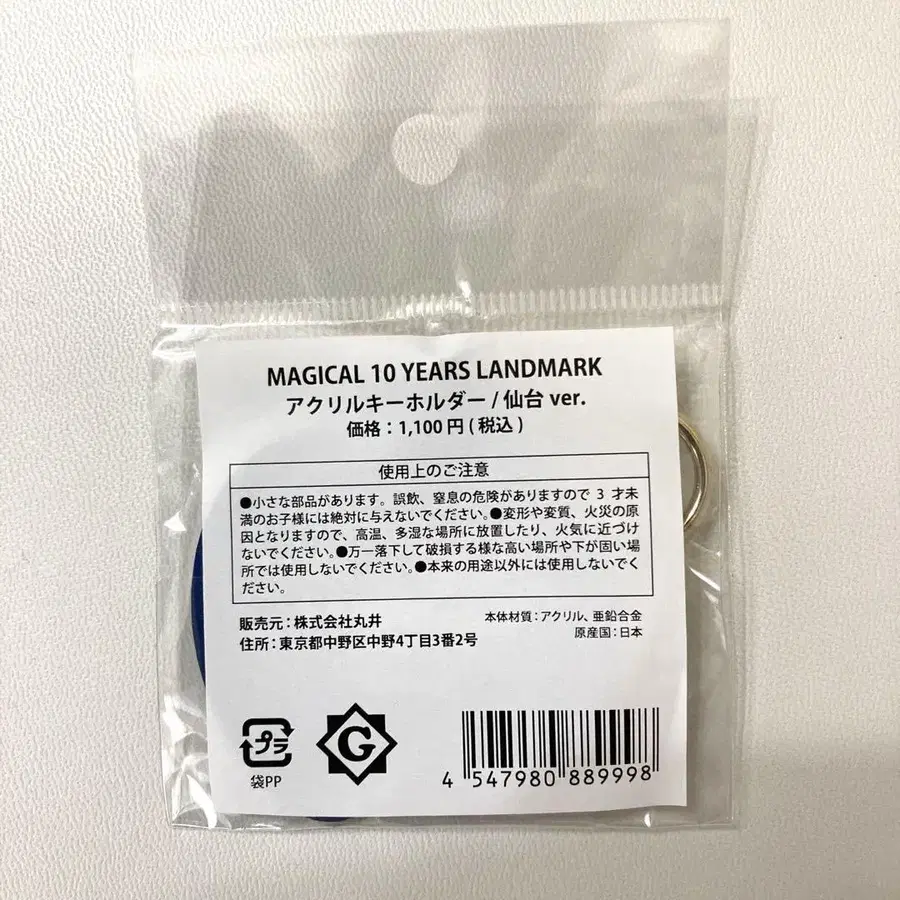 MAGICAL 10 YEARS LANDMARK
アクリルキーホルダー / 仙台 ver.
価格：1,100円 ( 税込 )
使用上のご注意
●小さな部品があります。誤飲、窒息の危険がありますので 3 才未
満のお子様には絶対に与えないでください。●変形や変質、火災の原
因となりますので、高温、多湿な場所に放置したり、火気に近づけ
ないでください。●万一落下して破損する様な高い場所や下が固い場
所では使用しないでください。●本来の用途以外には使用しないでく
ださい。
販売元：株式会社丸井
住所：東京都中野区中野4丁目3番2号
本体材質：アクリル、亜鉛合金
原産国：日本
プラ
袋PP
G
4 547980 889998